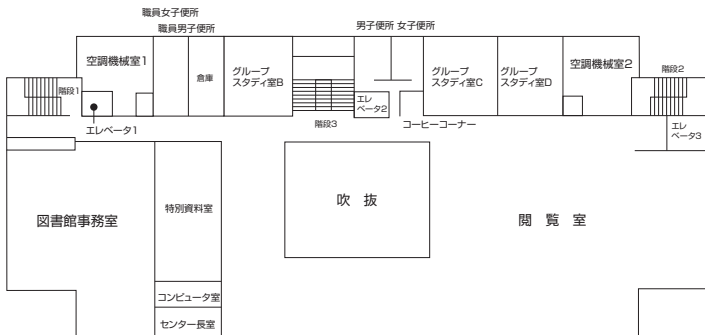 職員女子便所
職員男子便所
男子便所 女子便所
空調機械室1
倉庫
グループ
スタディ室B
グループ
スタディ室C
グループ
スタディ室D
空調機械室2
階段1
階段2
エレベータ1
階段3
エレ
ベータ2
コーヒーコーナー
エレ
ベータ3
図書館事務室
特別資料室
吹 抜
閲 覧 室
コンピュータ室
センター長室